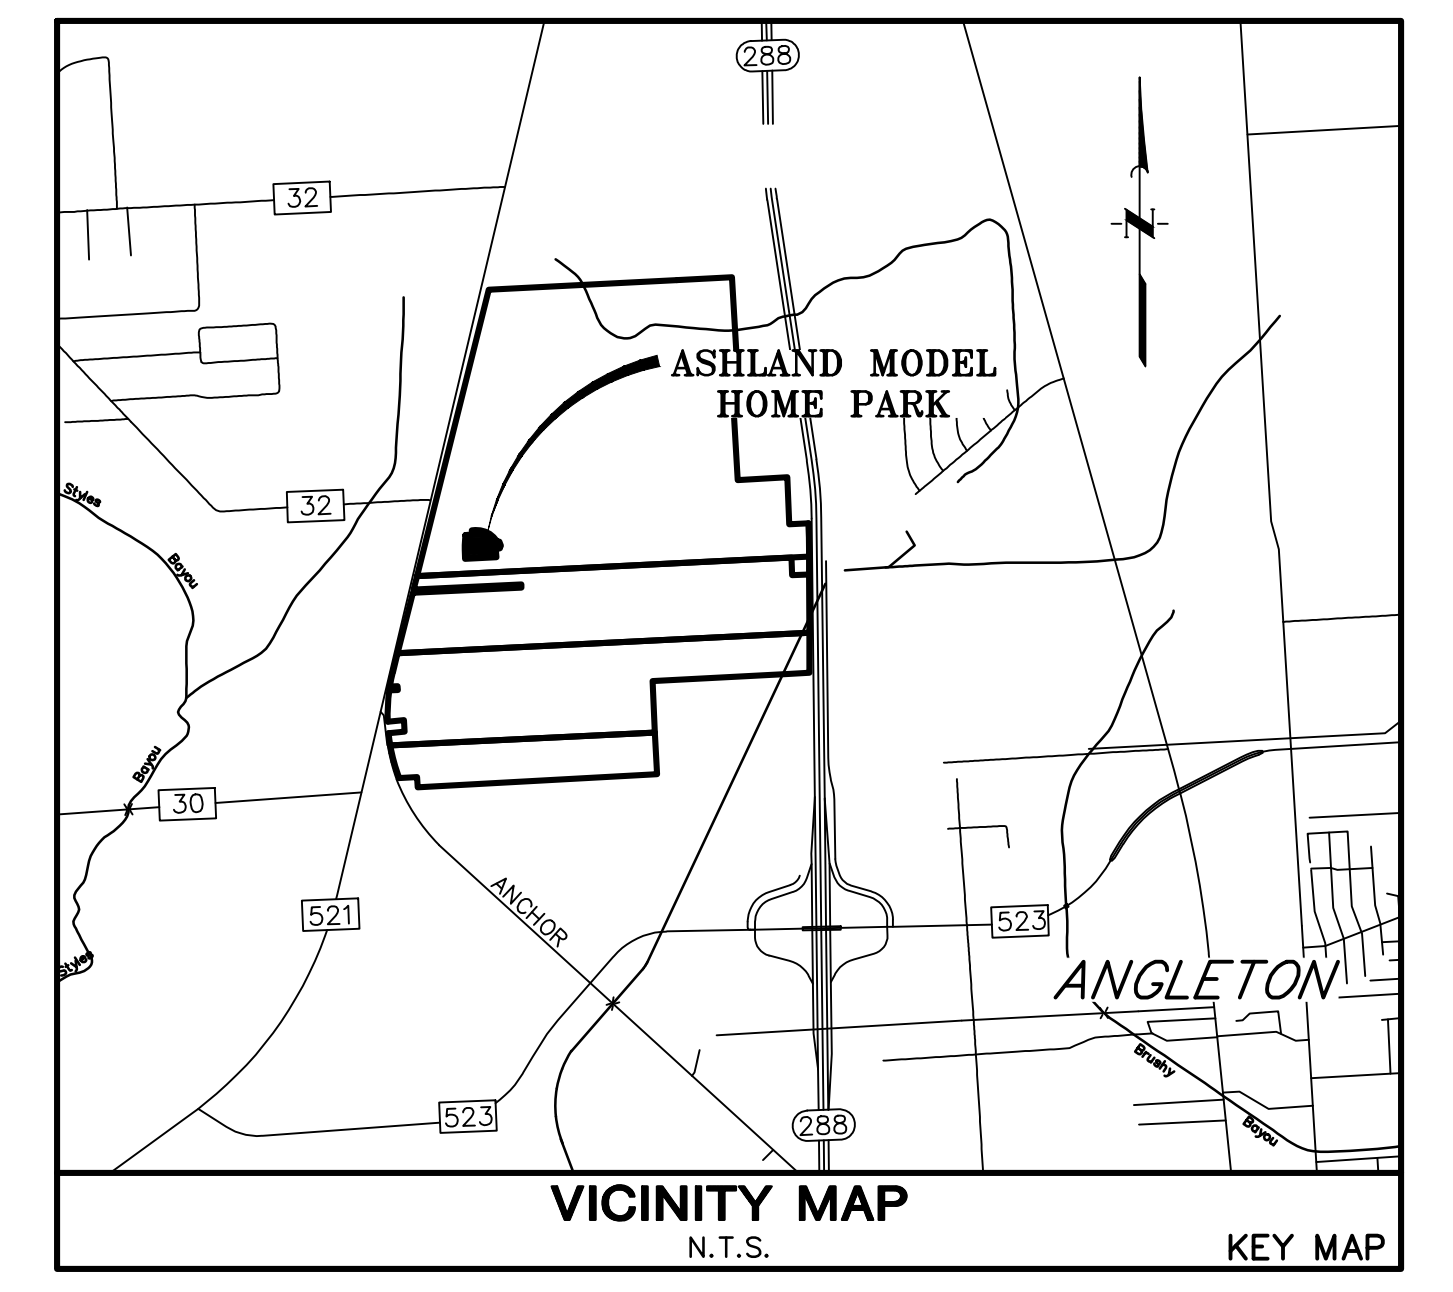 288
32
N
ASHLAND MODEL
HOME PARK
32
Styles
Bayou
Bayou
30
521
ANCHOR
523
Styles
ANGLETON
Brushy
523
288
Bayou
VICINITY MAP
N.T.S.
KEY MAP